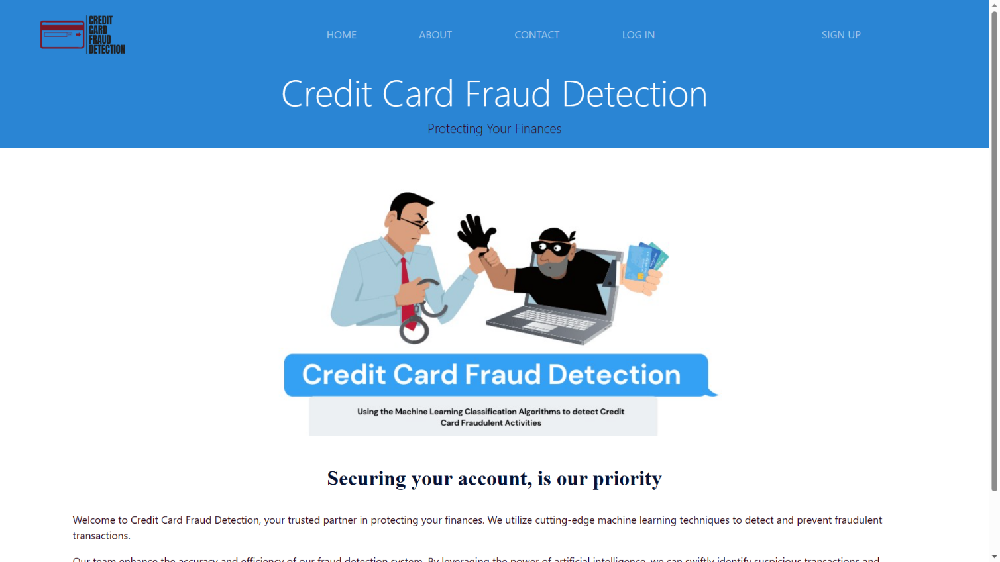 CREDIT
CARD
FRAUD
DETECTION
HOME ABOUT CONTACT LOG IN SIGN UP
Credit Card Fraud Detection
Protecting Your Finances
Credit Card Fraud Detection
Using the Machine Learning Classification Algorithms to detect Credit
Card Fraudulent Activities
Securing your account, is our priority
Welcome to Credit Card Fraud Detection, your trusted partner in protecting your finances. We utilize cutting-edge machine learning techniques to detect and prevent fraudulent
transactions.
Our team enhance the accuracy and efficiency of our fraud detection system. By leveraging the power of artificial intelligence, we can swiftly identify suspicious transactions and